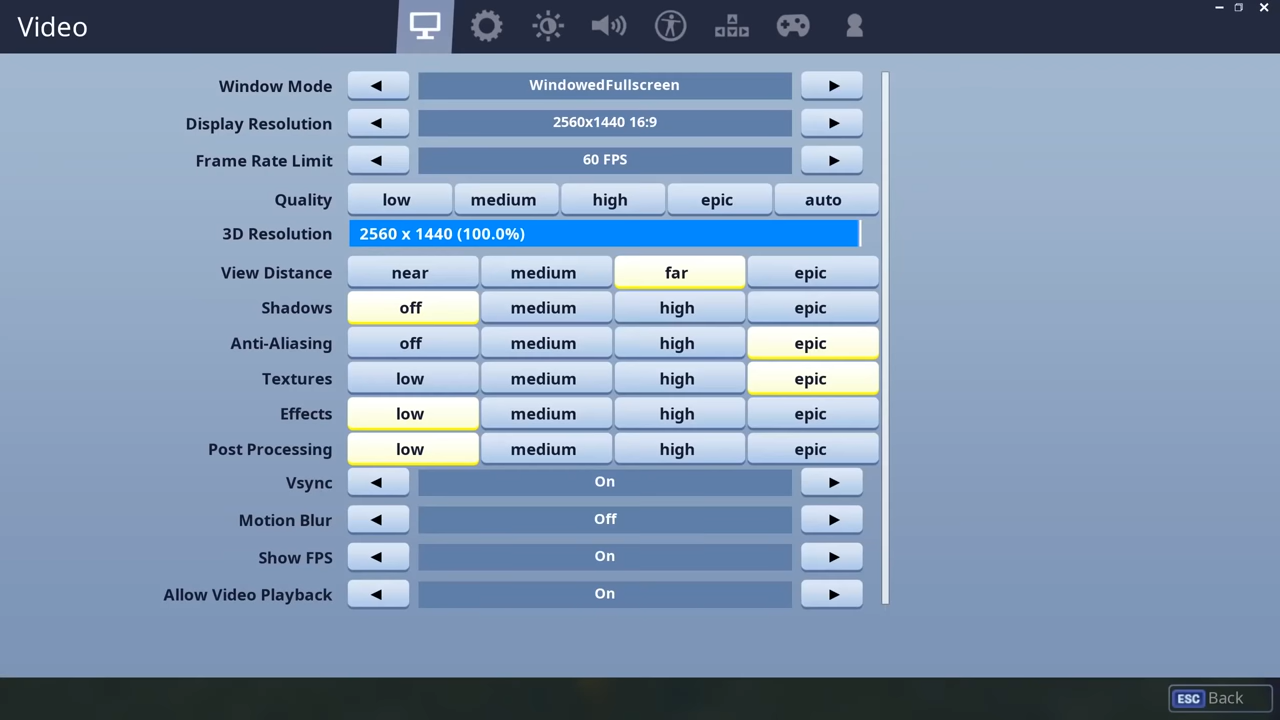 Video
Window Mode ◀ WindowedFullscreen ▶
Display Resolution ◀ 2560x1440 16:9 ▶
Frame Rate Limit ◀ 60 FPS ▶
Quality low medium high epic auto
3D Resolution 2560 x 1440 (100.0%)
View Distance near medium far epic
Shadows off medium high epic
Anti-Aliasing off medium high epic
Textures low medium high epic
Effects low medium high epic
Post Processing low medium high epic
Vsync ◀ On ▶
Motion Blur ◀ Off ▶
Show FPS ◀ On ▶
Allow Video Playback ◀ On ▶
ESC Back